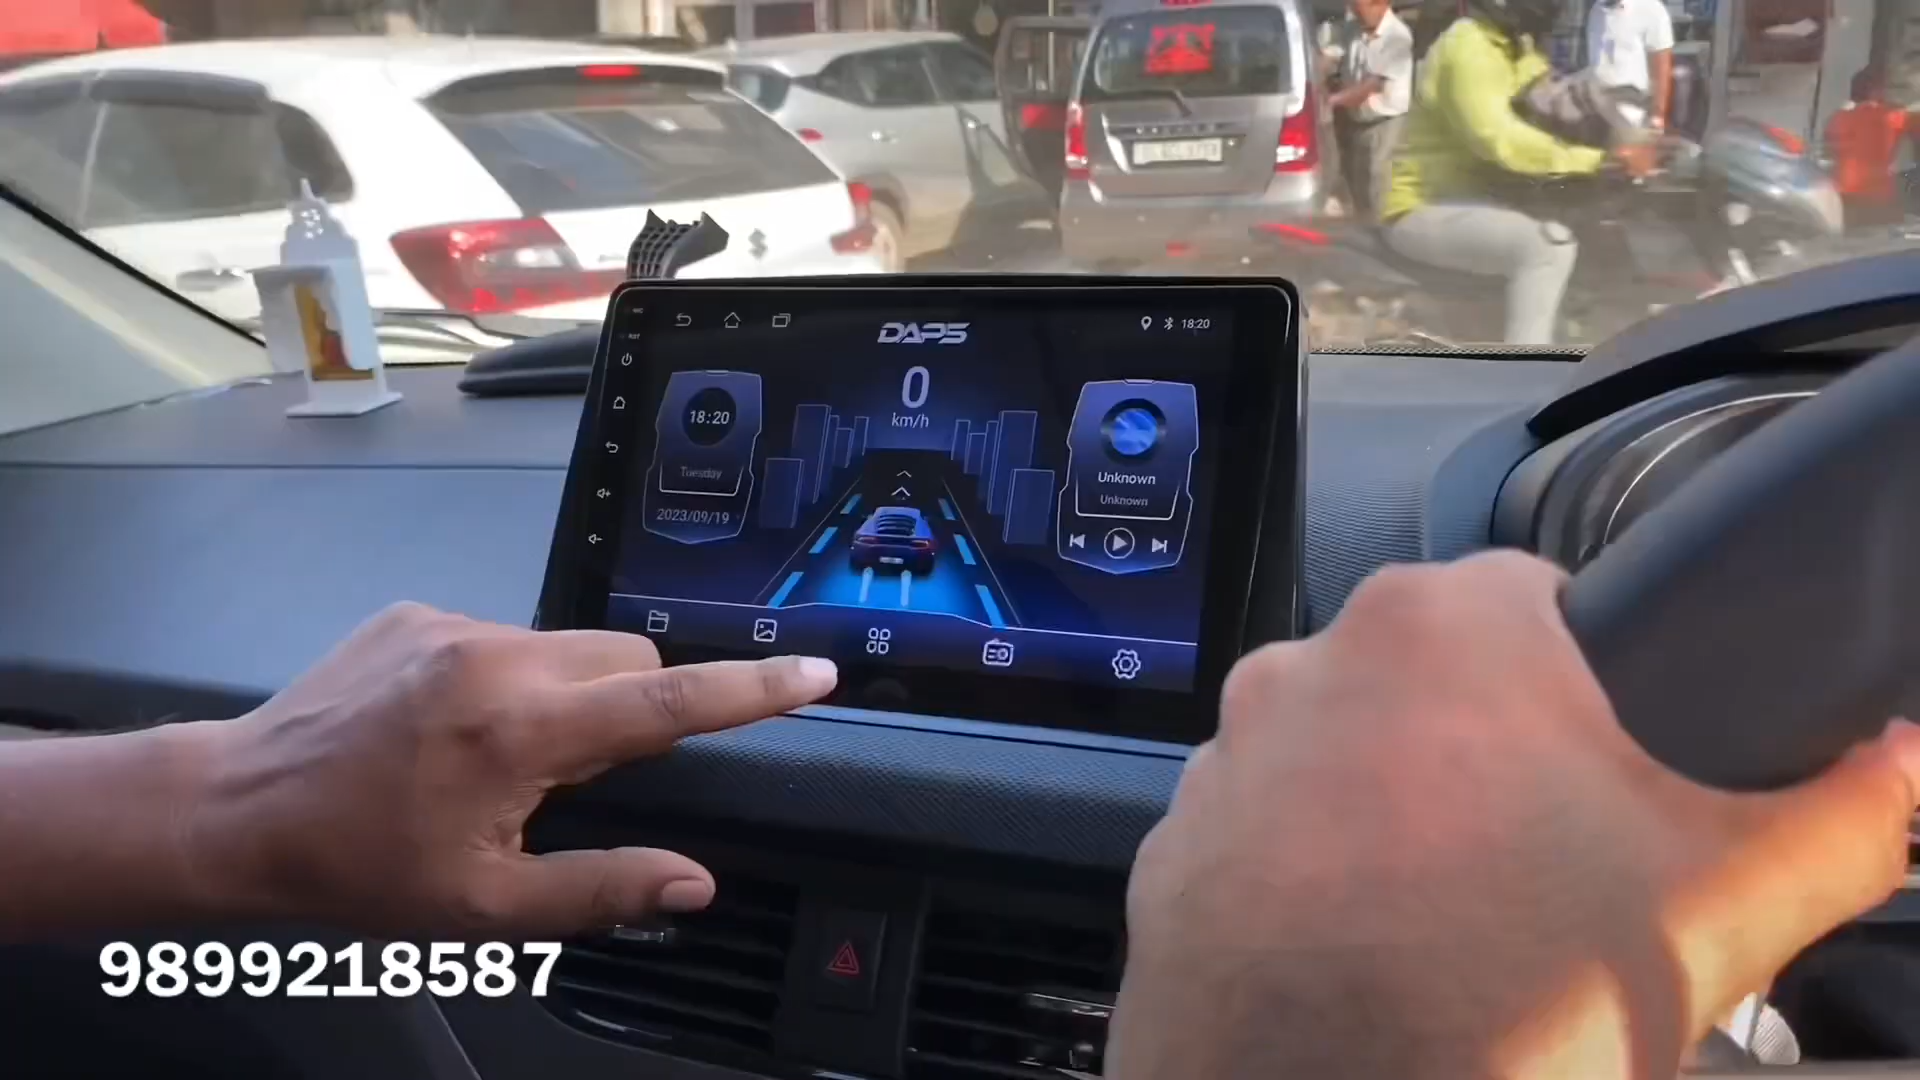 DAPS
18:20
0
km/h
18:20
Tuesday
2023/09/19
Unknown
Unknown
9899218587